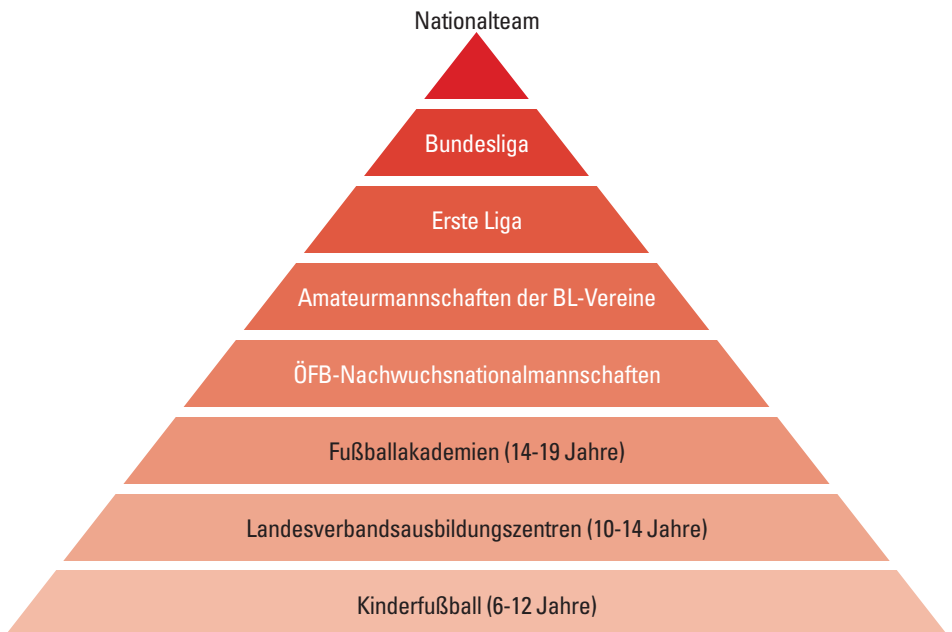 Nationalteam
Bundesliga
Erste Liga
Amateurmannschaften der BL-Vereine
ÖFB-Nachwuchsnationalmannschaften
Fußballakademien (14-19 Jahre)
Landesverbandsausbildungszentren (10-14 Jahre)
Kinderfußball (6-12 Jahre)